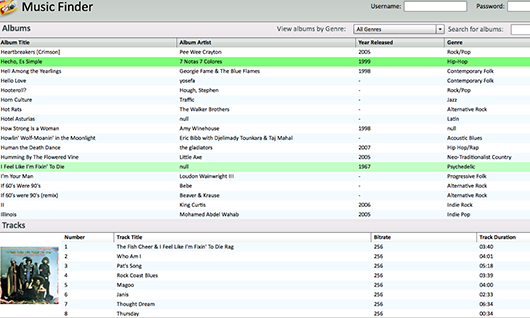 Music Finder Username: Password:
Albums View albums by Genre: All Genres Search for albums:
Album Title Album Artist Year Released Genre
Heartbreakers [Crimson] Pee Wee Crayton 2005 Rock/Pop
Hecho, Es Simple 7 Notas 7 Colores 1999 Hip-Hop
Hell Among the Yearlings Georgie Fame & The Blue Flames 1998 Contemporary Folk
Hello Love yosefa - Contemporary Folk
Hooteroll? Hough, Stephen - Rock/Pop
Horn Culture Traffic - Jazz
Hot Rats The Walker Brothers - Alternative Rock
Hotel Asturias null - Latin
How Strong Is a Woman Amy Winehouse 1998 null
Howlin' Wolf-Moanin' in the Moonlight Eric Bibb with Djelimady Tounkara & Taj Mahal - Acoustic Blues
Human the Death Dance the gladiators 2007 Hip Hop/Rap
Humming By The Flowered Vine Little Axe 2005 Neo-Traditionalist Country
I Feel Like I'm Fixin' To Die null 1967 Psychedelic
I'm Your Man Loudon Wainwright III - Progressive Folk
If 60's Were 90's Bebe - Alternative Rock
If 60's were 90's (remix) Beaver & Krause - Alternative Rock
II King Curtis 2006 Indie Rock
Illinois Mohamed Abdel Wahab 2005 Indie Pop
Tracks
Number Track Title Bitrate Track Duration
1 The Fish Cheer & I Feel Like I'm Fixin' To Die Rag 256 03:40
2 Who Am I 256 04:01
3 Pat's Song 256 05:18
4 Rock Coast Blues 256 03:39
5 Magoo 256 04:00
6 Janis 256 02:33
7 Thought Dream 256 06:34
8 Thursday 256 00:34